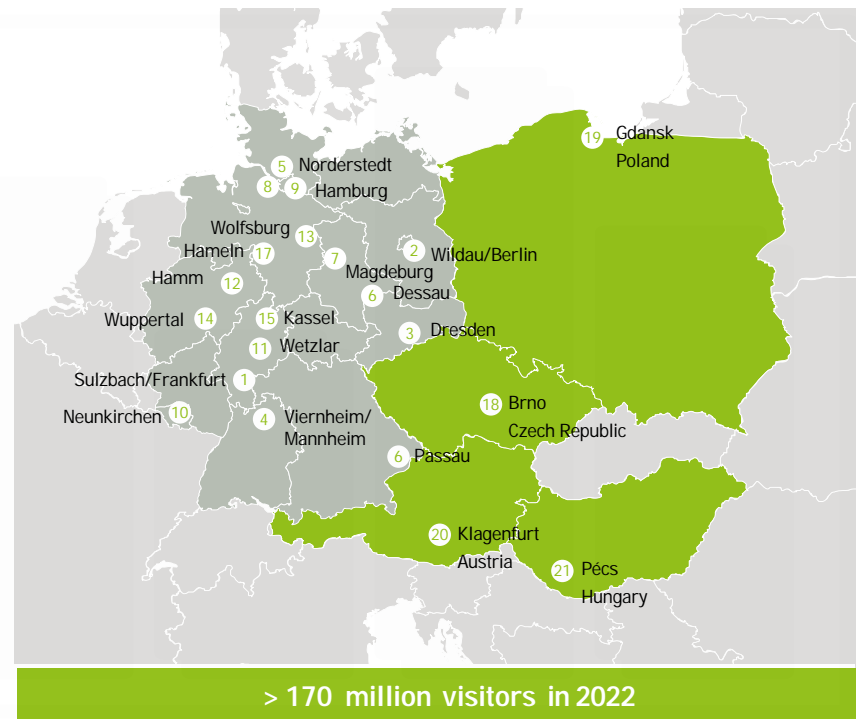 19 Gdansk
Poland
5 Norderstedt
8 9 Hamburg
Wolfsburg 13
Hameln 17
2 Wildau/Berlin
7 Magdeburg
Hamm 12
6 Dessau
Wuppertal 14
15 Kassel
3 Dresden
11 Wetzlar
Sulzbach/Frankfurt 1
Neunkirchen 10
4 Viernheim/
Mannheim
18 Brno
Czech Republic
6 Passau
20 Klagenfurt
Austria
21 Pécs
Hungary
> 170 million visitors in 2022